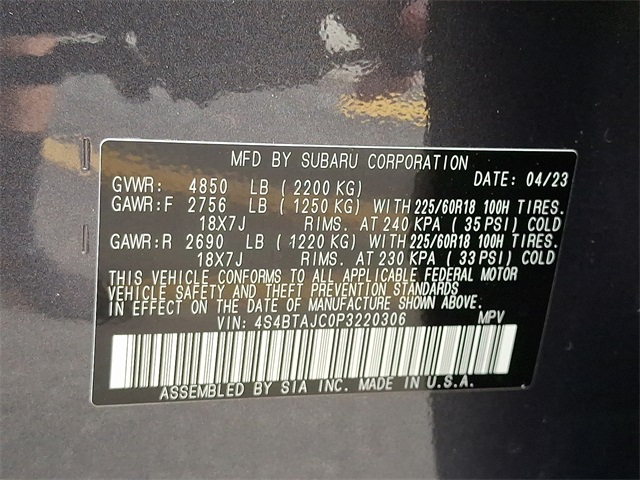 MFD BY SUBARU CORPORATION
GVWR: 4850 LB (2200 KG) DATE: 04/23
GAWR:F 2756 LB (1250 KG) WITH 225/60R18 100H TIRES.
18X7J RIMS. AT 240 KPA (35 PSI) COLD
GAWR:R 2690 LB (1220 KG) WITH 225/60R18 100H TIRES.
18X7J RIMS. AT 230 KPA (33 PSI) COLD
THIS VEHICLE CONFORMS TO ALL APPLICABLE FEDERAL MOTOR
VEHICLE SAFETY AND THEFT PREVENTION STANDARDS
IN EFFECT ON THE DATE OF MANUFACTURE SHOWN ABOVE.
VIN: 4S4BTAJC0P3220306 MPV
ASSEMBLED BY SIA INC. MADE IN U.S.A.